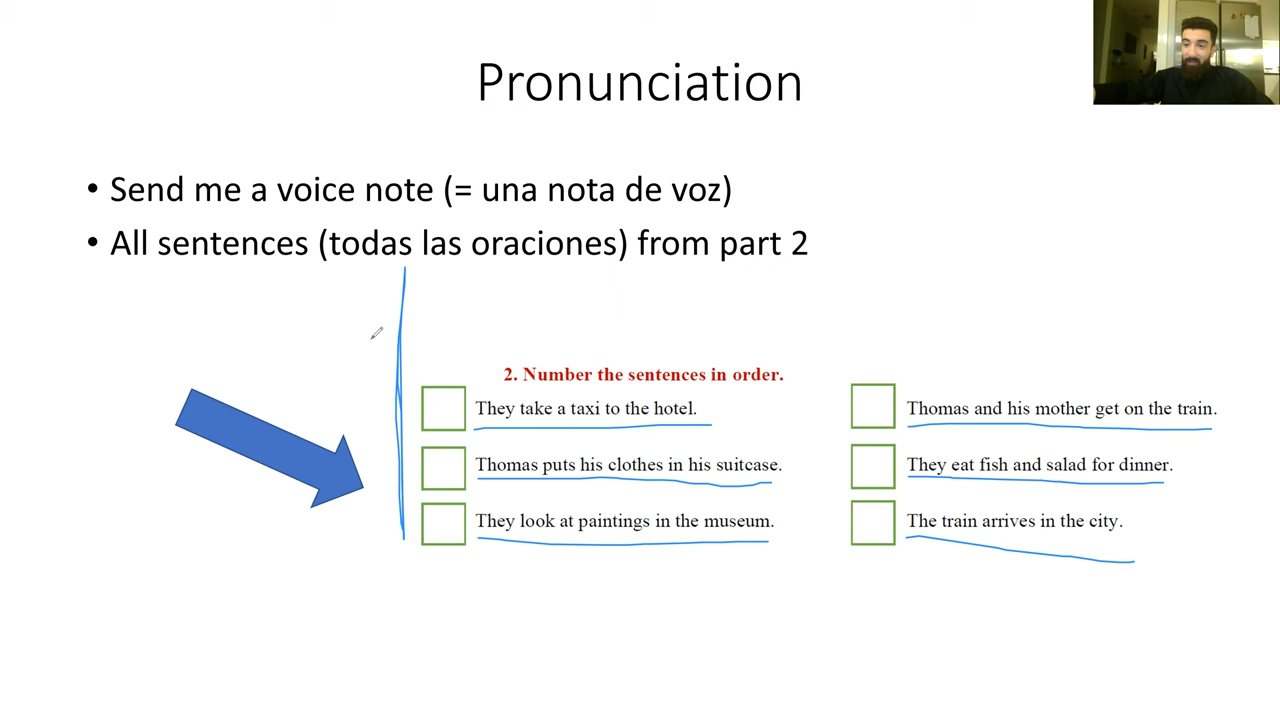 Pronunciation
• Send me a voice note (= una nota de voz)
• All sentences (todas las oraciones) from part 2
2. Number the sentences in order.
They take a taxi to the hotel.
Thomas puts his clothes in his suitcase.
They look at paintings in the museum.
Thomas and his mother get on the train.
They eat fish and salad for dinner.
The train arrives in the city.